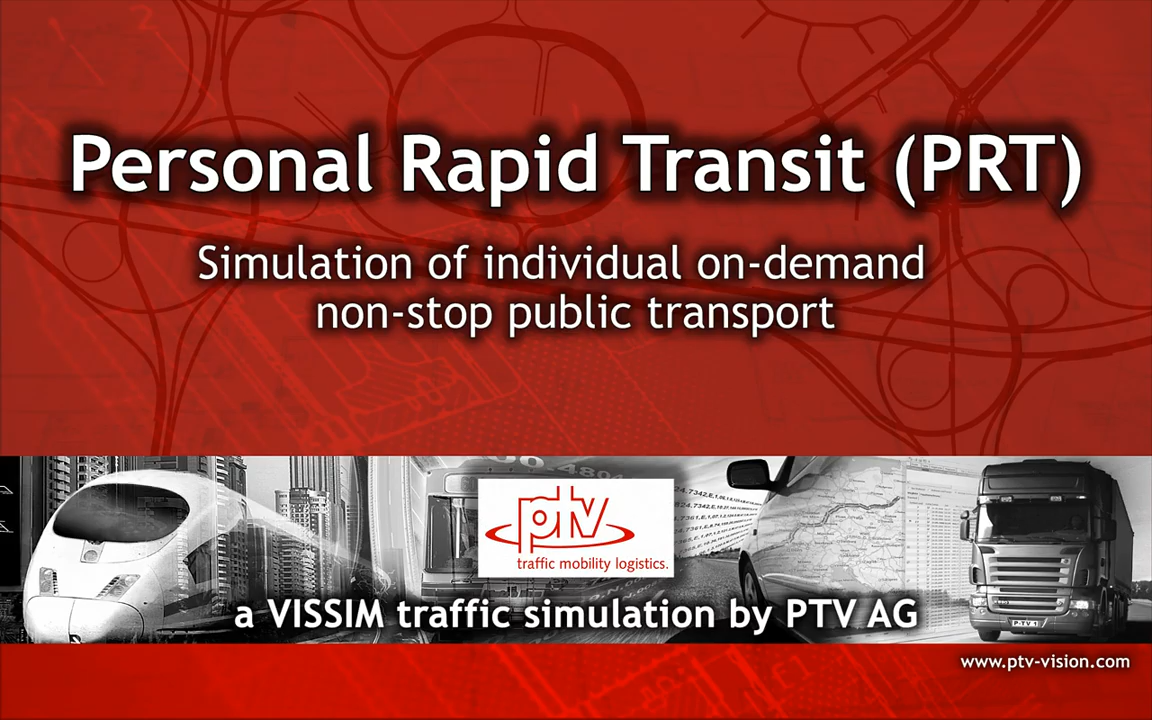 Personal Rapid Transit (PRT)
Simulation of individual on-demand
non-stop public transport
ptv
traffic mobility logistics.
a VISSIM traffic simulation by PTV AG
www.ptv-vision.com